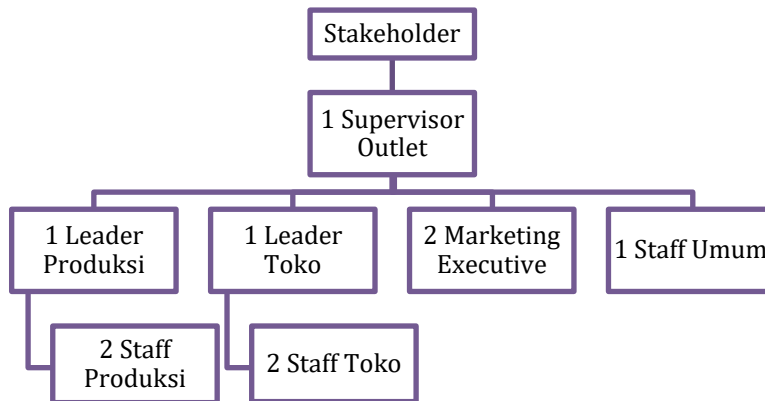 Stakeholder
1 Supervisor
Outlet
1 Leader
Produksi
1 Leader
Toko
2 Marketing
Executive
1 Staff Umum
2 Staff
Produksi
2 Staff Toko